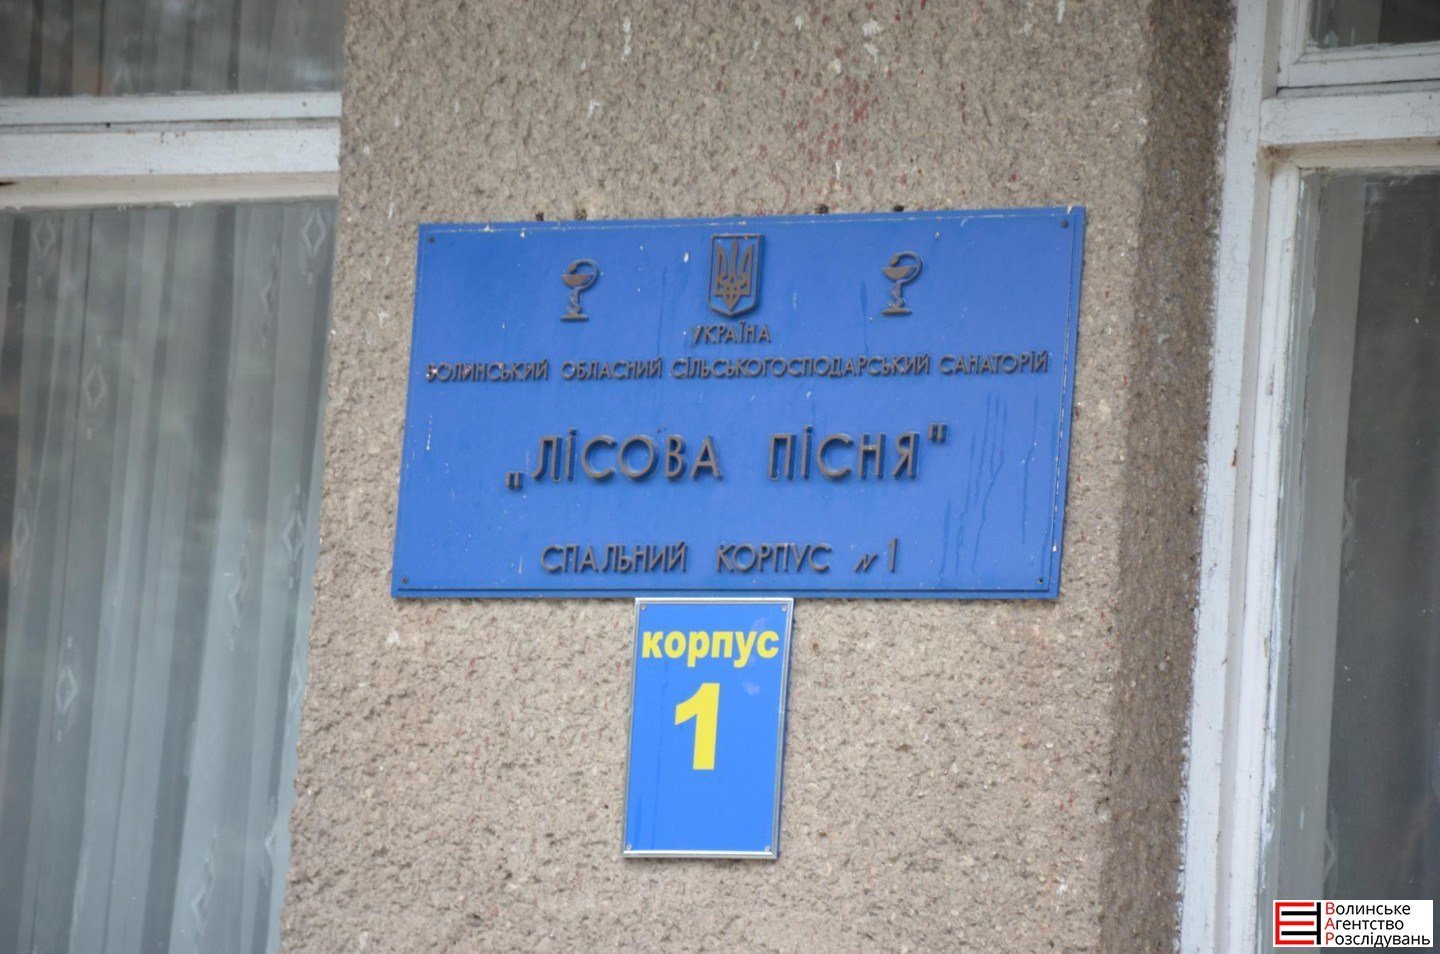 УКРАЇНА
ВОЛИНСЬКИЙ ОБЛАСНИЙ СІЛЬСЬКОГОСПОДАРСЬКИЙ САНАТОРІЙ
„ЛІСОВА ПІСНЯ"
СПАЛЬНИЙ КОРПУС №1
корпус
1
Волинське
Агентство
Розслідувань